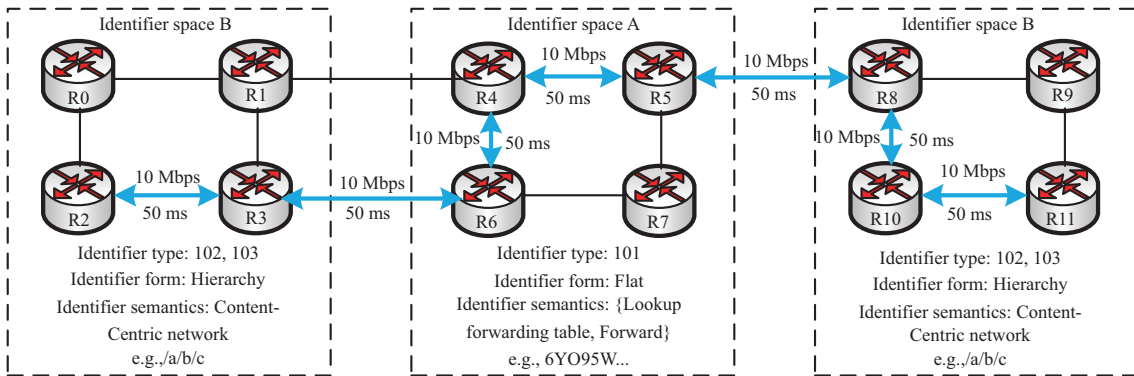 Identifier space B
Identifier space A
Identifier space B
10 Mbps
50 ms
10 Mbps
50 ms
R0
R1
R4
R5
R8
R9
10 Mbps
50 ms
10 Mbps
50 ms
10 Mbps
50 ms
10 Mbps
50 ms
10 Mbps
50 ms
R2
R3
R6
R7
R10
R11
Identifier type: 102, 103
Identifier form: Hierarchy
Identifier semantics: Content-
Centric network
e.g.,/a/b/c
Identifier type: 101
Identifier form: Flat
Identifier semantics: {Lookup
forwarding table, Forward}
e.g., 6YO95W...
Identifier type: 102, 103
Identifier form: Hierarchy
Identifier semantics: Content-
Centric network
e.g.,/a/b/c